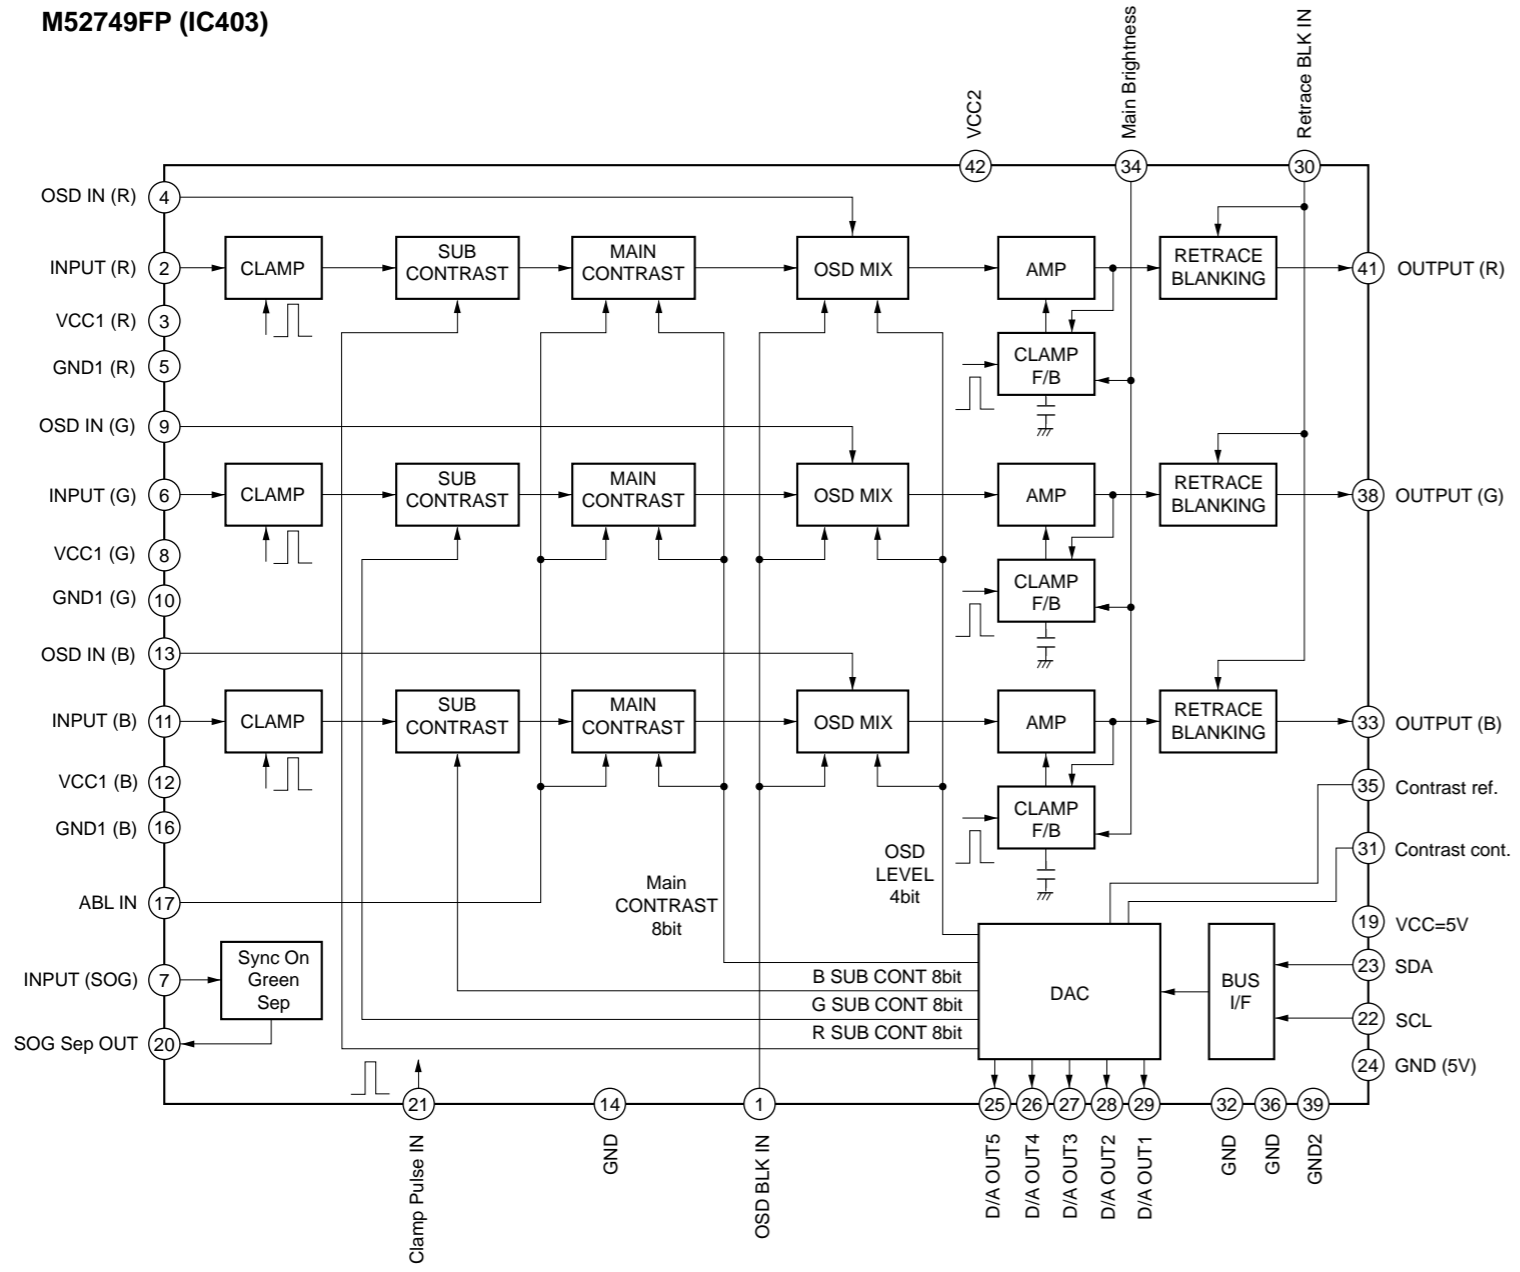 M52749FP (IC403)
VCC2
Main Brightness
Retrace BLK IN
42
34
30
OSD IN (R)
4
INPUT (R)
2
CLAMP
SUB
CONTRAST
MAIN
CONTRAST
OSD MIX
AMP
RETRACE
BLANKING
41
OUTPUT (R)
VCC1 (R)
3
GND1 (R)
5
CLAMP
F/B
OSD IN (G)
9
INPUT (G)
6
CLAMP
SUB
CONTRAST
MAIN
CONTRAST
OSD MIX
AMP
RETRACE
BLANKING
38
OUTPUT (G)
VCC1 (G)
8
GND1 (G)
10
CLAMP
F/B
OSD IN (B)
13
INPUT (B)
11
CLAMP
SUB
CONTRAST
MAIN
CONTRAST
OSD MIX
AMP
RETRACE
BLANKING
33
OUTPUT (B)
VCC1 (B)
12
GND1 (B)
16
CLAMP
F/B
35
Contrast ref.
31
Contrast cont.
ABL IN
17
Main
CONTRAST
8bit
OSD
LEVEL
4bit
19
VCC=5V
INPUT (SOG)
7
Sync On
Green
Sep
B SUB CONT 8bit
G SUB CONT 8bit
R SUB CONT 8bit
DAC
BUS
I/F
23
SDA
22
SCL
SOG Sep OUT
20
24
GND (5V)
21
14
1
25
26
27
28
29
32
36
39
Clamp Pulse IN
GND
OSD BLK IN
D/A OUT5
D/A OUT4
D/A OUT3
D/A OUT2
D/A OUT1
GND
GND
GND2